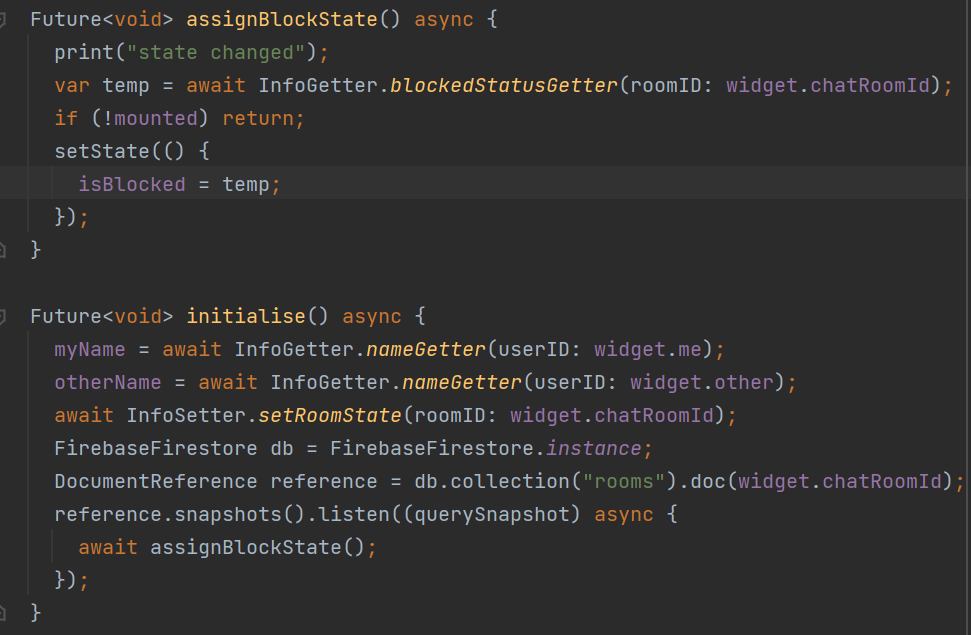 Future<void> assignBlockState() async {
print("state changed");
var temp = await InfoGetter.blockedStatusGetter(roomID: widget.chatRoomId);
if (!mounted) return;
setState(() {
isBlocked = temp;
});
}
Future<void> initialise() async {
myName = await InfoGetter.nameGetter(userID: widget.me);
otherName = await InfoGetter.nameGetter(userID: widget.other);
await InfoSetter.setRoomState(roomID: widget.chatRoomId);
FirebaseFirestore db = FirebaseFirestore.instance;
DocumentReference reference = db.collection("rooms").doc(widget.chatRoomId);
reference.snapshots().listen((querySnapshot) async {
await assignBlockState();
});
}